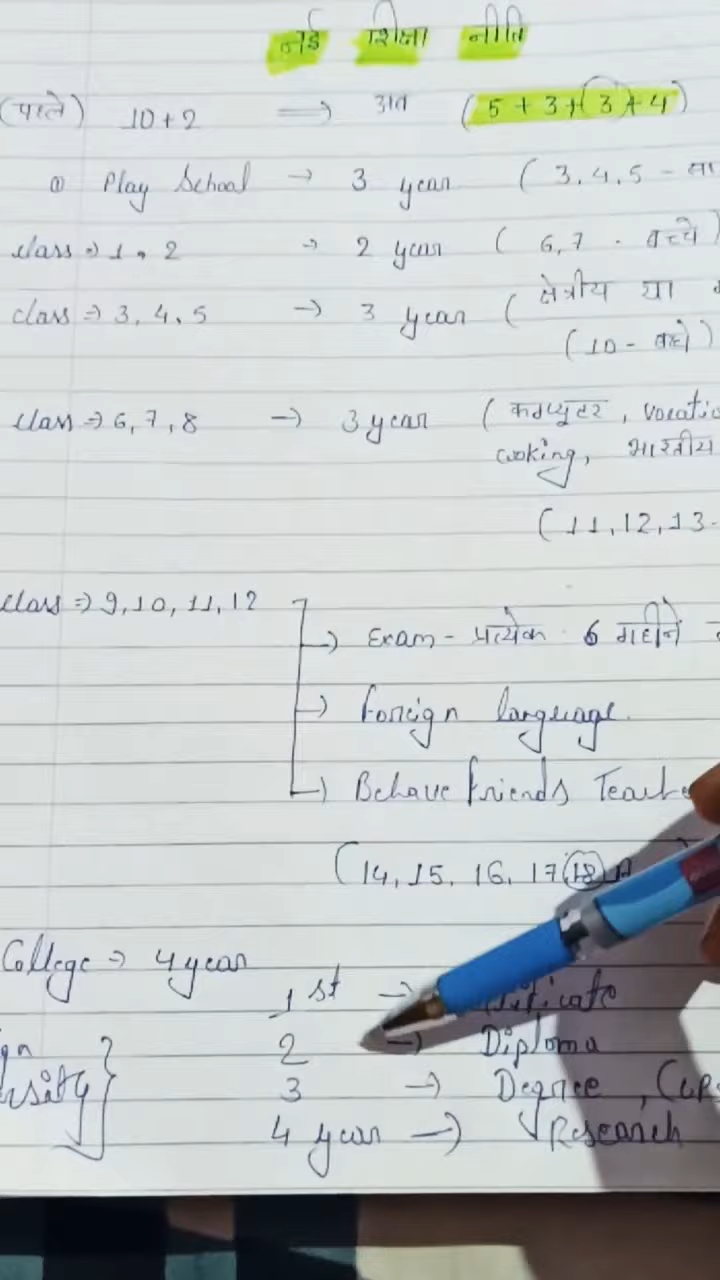 नई शिक्षा नीति
(पहले) 10+2 ⟹ अब (5+3+3+4)
① Play School → 3 year (3,4,5 -
class ⇒ 1, 2 → 2 year (6,7 - बच्चे)
class ⇒ 3, 4, 5 → 3 year (क्षेत्रीय या
(10 - बच्चे)
class ⇒ 6, 7, 8 → 3 year (कम्प्यूटर,
cooking, भारतीय
(11,12,13-
class ⇒ 9, 10, 11, 12
→ Exam - प्रत्येक 6 महीने
→ Foreign language.
→ Behave friends
(14, 15, 16, 17 18
College ⇒ 4 year
1st →
2 → Diploma
3 → Degree,
4 year → Research